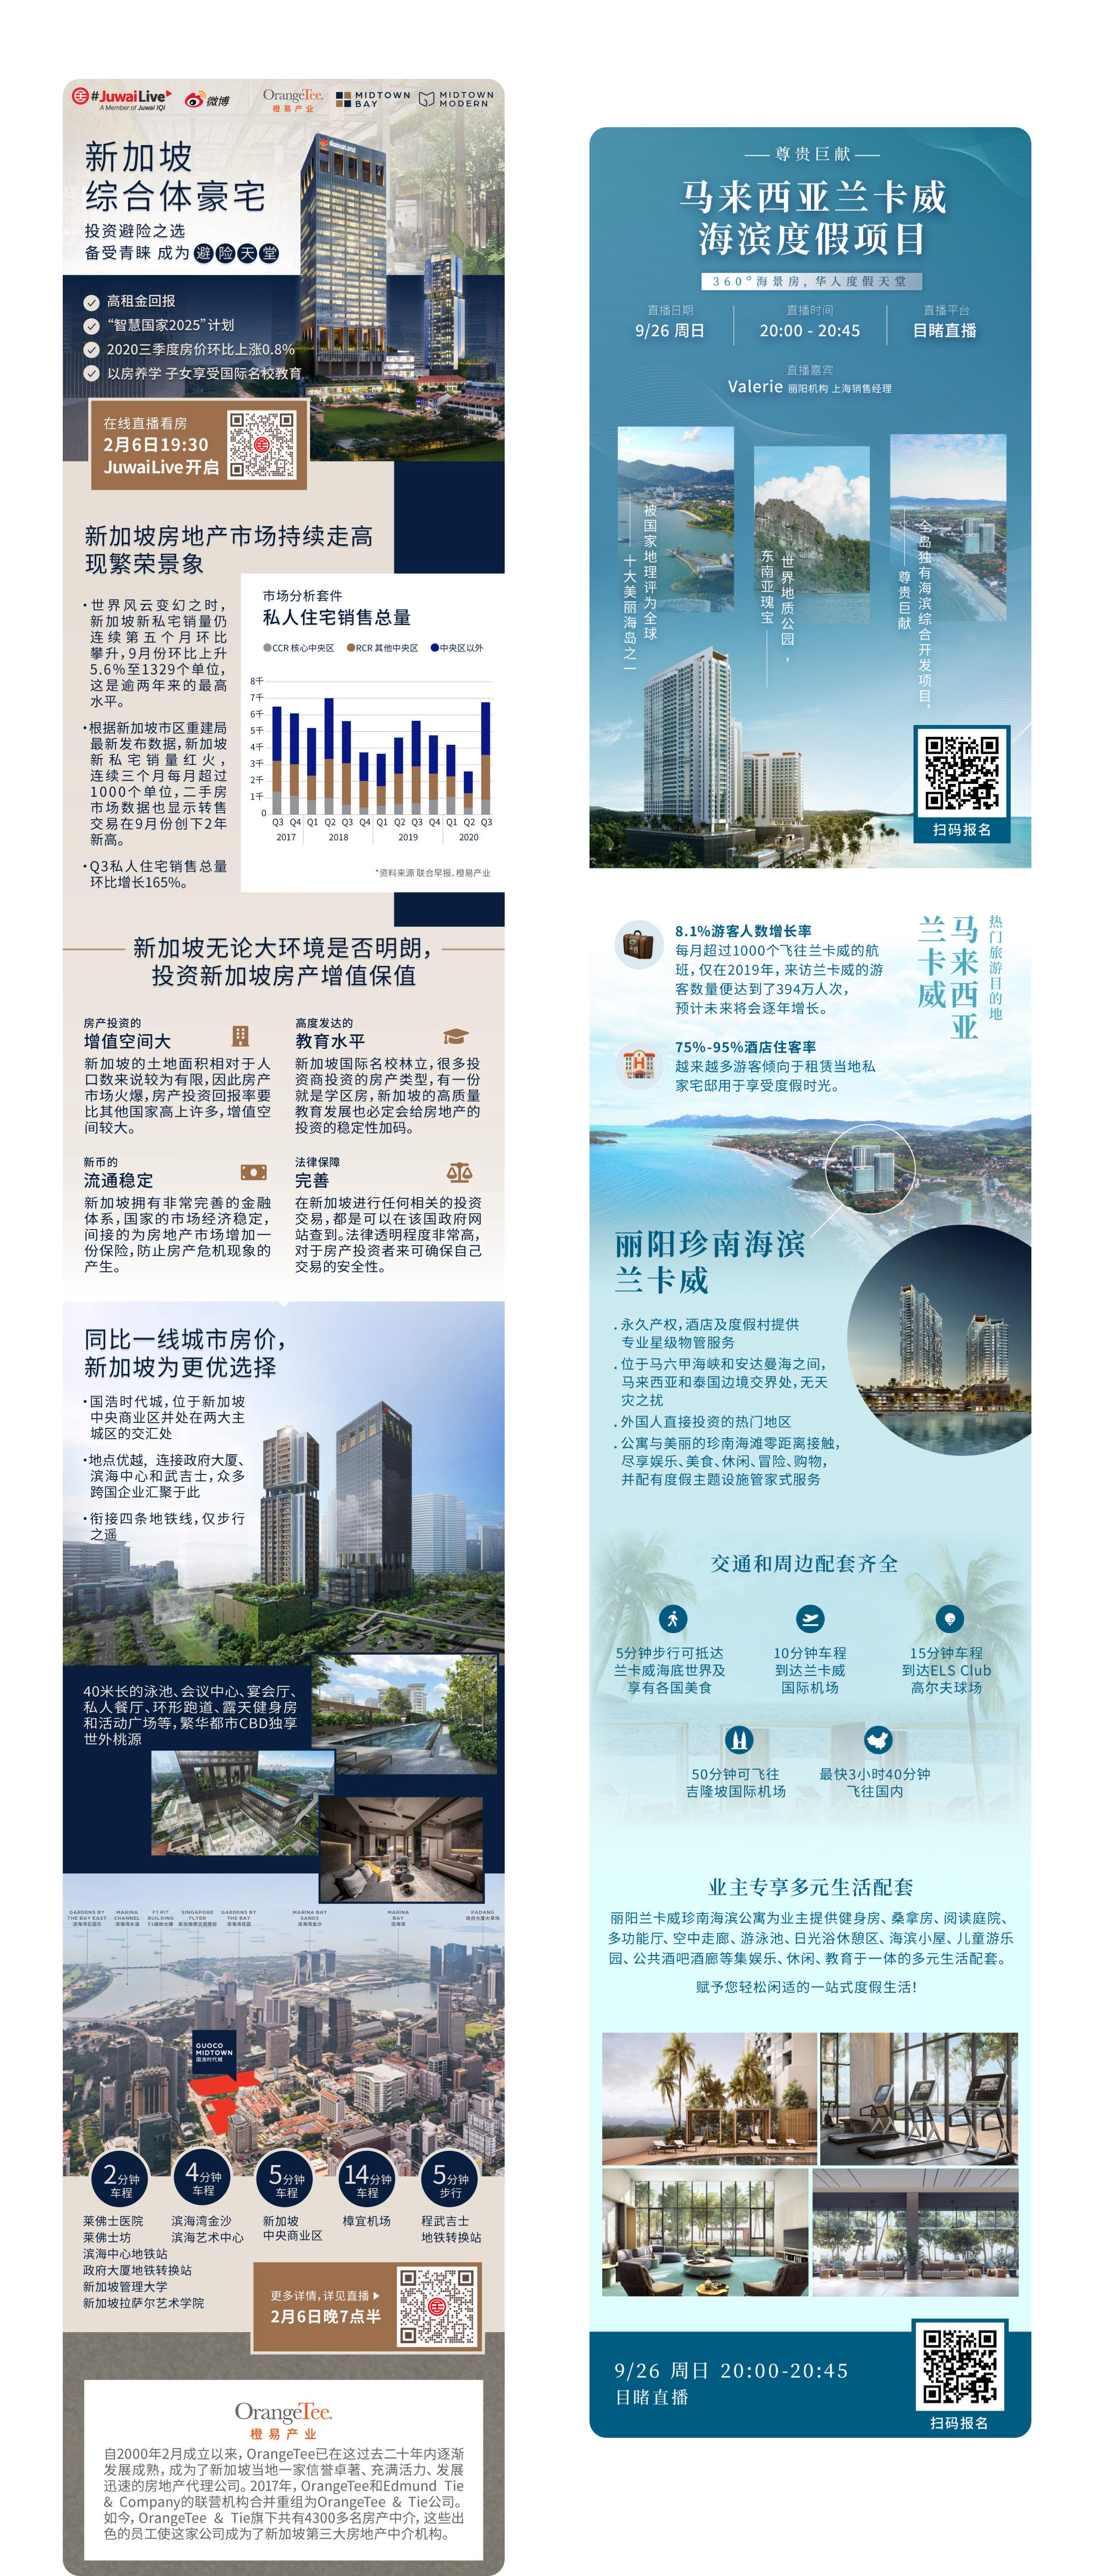 #JuwaiLive
A Member of Juwai IQI
微博
OrangeTee.
橙易产业
MIDTOWN
BAY
MIDTOWN
MODERN
新加坡
综合体豪宅
投资避险之选
备受青睐 成为 避险天堂
高租金回报
“智慧国家2025”计划
2020三季度房价环比上涨0.8%
以房养学 子女享受国际名校教育
在线直播看房
2月6日19:30
JuwaiLive开启
新加坡房地产市场持续走高
现繁荣景象
·世界风云变幻之时,
新加坡新私宅销量仍
连续第五个月环比
攀升,9月份环比上升
5.6%至1329个单位,
这是逾两年来的最高
水平。
·根据新加坡市区重建局
最新发布数据,新加坡
新私宅销量红火,
连续三个月每月超过
1000个单位,二手房
市场数据也显示转售
交易在9月份创下2年
新高。
·Q3私人住宅销售总量
环比增长165%。
市场分析套件
私人住宅销售总量
CCR 核心中央区 RCR 其他中央区 中央区以外
8千
7千
6千
5千
4千
3千
2千
1千
0
Q3 Q4 Q1 Q2 Q3 Q4 Q1 Q2 Q3 Q4 Q1 Q2 Q3
2017 2018 2019 2020
*资料来源 联合早报、橙易产业
新加坡无论大环境是否明朗,
投资新加坡房产增值保值
房产投资的
增值空间大
新加坡的土地面积相对于人
口数来说较为有限,因此房产
市场火爆,房产投资回报率要
比其他国家高上许多,增值空
间较大。
高度发达的
教育水平
新加坡国际名校林立,很多投
资商投资的房产类型,有一份
就是学区房,新加坡的高质量
教育发展也必定会给房地产的
投资的稳定性加码。
新币的
流通稳定
新加坡拥有非常完善的金融
体系,国家的市场经济稳定,
间接的为房地产市场增加一
份保险,防止房产危机现象的
产生。
法律保障
完善
在新加坡进行任何相关的投资
交易,都是可以在该国政府网
站查到。法律透明程度非常高,
对于房产投资者来可确保自己
交易的安全性。
同比一线城市房价,
新加坡为更优选择
·国浩时代城,位于新加坡
中央商业区并处在两大主
城区的交汇处
·地点优越,连接政府大厦、
滨海中心和武吉士,众多
跨国企业汇聚于此
·衔接四条地铁线,仅步行
之遥
40米长的泳池、会议中心、宴会厅、
私人餐厅、环形跑道、露天健身房
和活动广场等,繁华都市CBD独享
世外桃源
GARDENS BY
THE BAY EAST
MARINA
CHANNEL
F1 PIT
BUILDING
SINGAPORE
FLYER
GARDENS BY
THE BAY
MARINA BAY
SANDS
MARINA
BAY
PADANG
GUOCO
MIDTOWN
国浩时代城
2分钟
车程
4分钟
车程
5分钟
车程
14分钟
车程
5分钟
步行
莱佛士医院
莱佛士坊
滨海中心地铁站
政府大厦地铁转换站
新加坡管理大学
新加坡拉萨尔艺术学院
滨海湾金沙
滨海艺术中心
新加坡
中央商业区
樟宜机场
程武吉士
地铁转换站
更多详情,详见直播
2月6日晚7点半
OrangeTee.
橙易产业
自2000年2月成立以来,OrangeTee已在这过去二十年内逐渐
发展成熟,成为了新加坡当地一家信誉卓著、充满活力、发展
迅速的房地产代理公司。2017年,OrangeTee和Edmund Tie
& Company的联营机构合并重组为OrangeTee & Tie公司。
如今,OrangeTee & Tie旗下共有4300多名房产中介,这些出
色的员工使这家公司成为了新加坡第三大房地产中介机构。
尊贵巨献
马来西亚兰卡威
海滨度假项目
360°海景房,华人度假天堂
直播日期
9/26 周日
直播时间
20:00 - 20:45
直播平台
目睹直播
直播嘉宾
Valerie 丽阳机构 上海销售经理
被国家地理评为全球
十大美丽海岛之一
世界地质公园,
东南亚瑰宝
全岛独有海滨综合开发项目,
尊贵巨献
扫码报名
热门旅游目的地
马来西亚
兰卡威
8.1%游客人数增长率
每月超过1000个飞往兰卡威的航
班,仅在2019年,来访兰卡威的游
客数量便达到了394万人次,
预计未来将会逐年增长。
75%-95%酒店住客率
越来越多游客倾向于租赁当地私
家宅邸用于享受度假时光。
丽阳珍南海滨
兰卡威
.永久产权,酒店及度假村提供
专业星级物管服务
.位于马六甲海峡和安达曼海之间,
马来西亚和泰国边境交界处,无天
灾之扰
.外国人直接投资的热门地区
.公寓与美丽的珍南海滩零距离接触,
尽享娱乐、美食、休闲、冒险、购物,
并配有度假主题设施管家式服务
交通和周边配套齐全
5分钟步行可抵达
兰卡威海底世界及
享有各国美食
10分钟车程
到达兰卡威
国际机场
15分钟车程
到达ELS Club
高尔夫球场
50分钟可飞往
吉隆坡国际机场
最快3小时40分钟
飞往国内
业主专享多元生活配套
丽阳兰卡威珍南海滨公寓为业主提供健身房、桑拿房、阅读庭院、
多功能厅、空中走廊、游泳池、日光浴休憩区、海滨小屋、儿童游乐
园、公共酒吧酒廊等集娱乐、休闲、教育于一体的多元生活配套。
赋予您轻松闲适的一站式度假生活!
9/26 周日 20:00-20:45
目睹直播
扫码报名